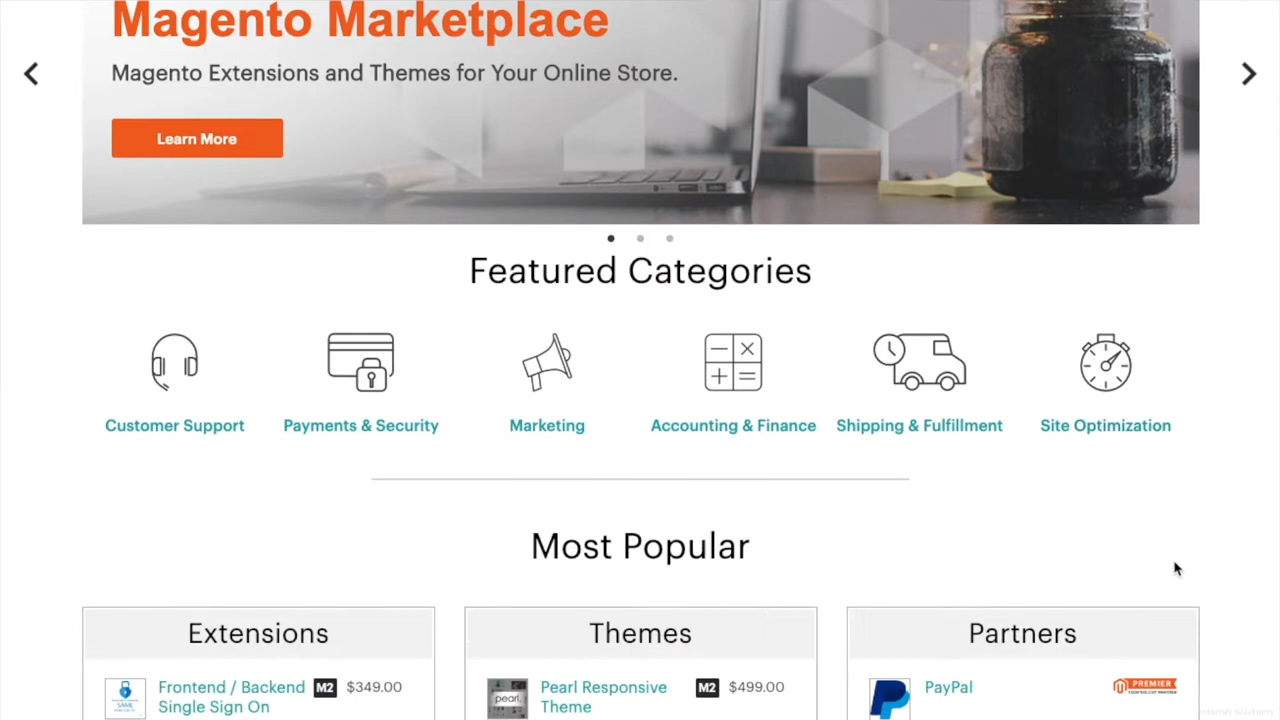 Magento Marketplace
Magento Extensions and Themes for Your Online Store.
Learn More
Featured Categories
Customer Support
Payments & Security
Marketing
Accounting & Finance
Shipping & Fulfillment
Site Optimization
Most Popular
Extensions
Themes
Partners
Frontend / Backend M2 $349.00
Single Sign On
SAML
Pearl Responsive M2 $499.00
Theme
pearl.
PayPal
PREMIER